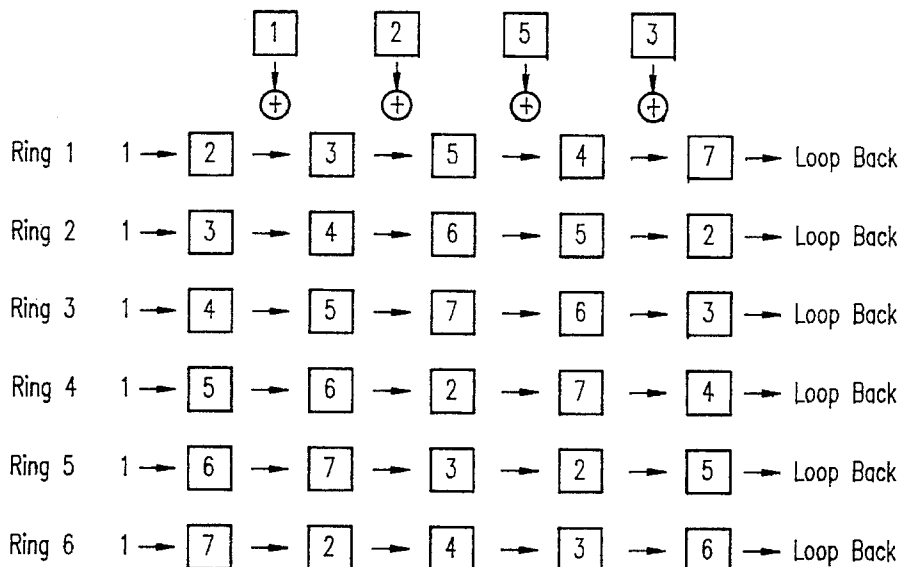 1 2 5 3
+ + + +
Ring 1 1 2 3 5 4 7 Loop Back
Ring 2 1 3 4 6 5 2 Loop Back
Ring 3 1 4 5 7 6 3 Loop Back
Ring 4 1 5 6 2 7 4 Loop Back
Ring 5 1 6 7 3 2 5 Loop Back
Ring 6 1 7 2 4 3 6 Loop Back